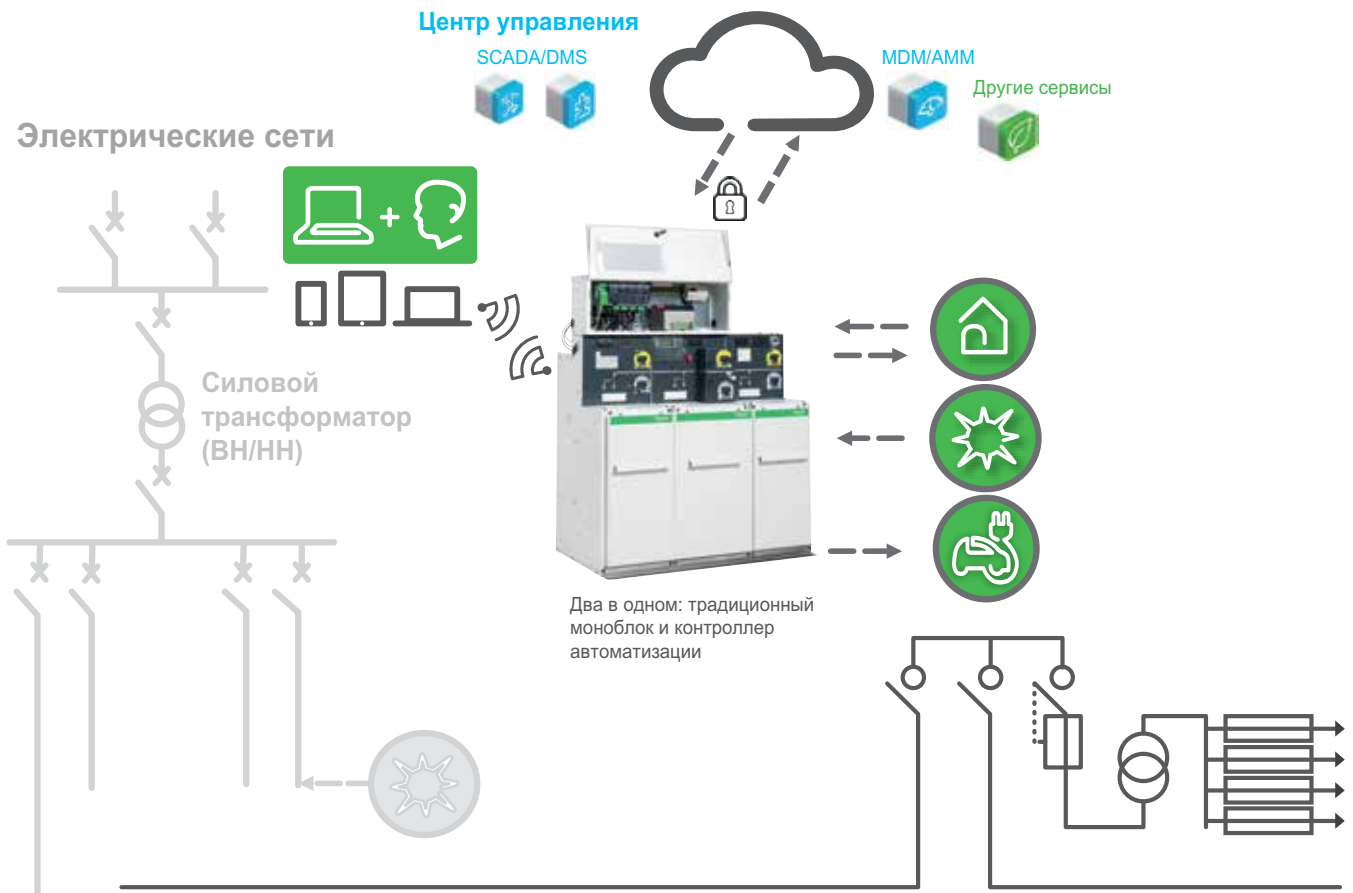 Центр управления
SCADA/DMS
MDM/AMM
Другие сервисы
Электрические сети
+
Силовой
трансформатор
(ВН/НН)
Два в одном: традиционный
моноблок и контроллер
автоматизации